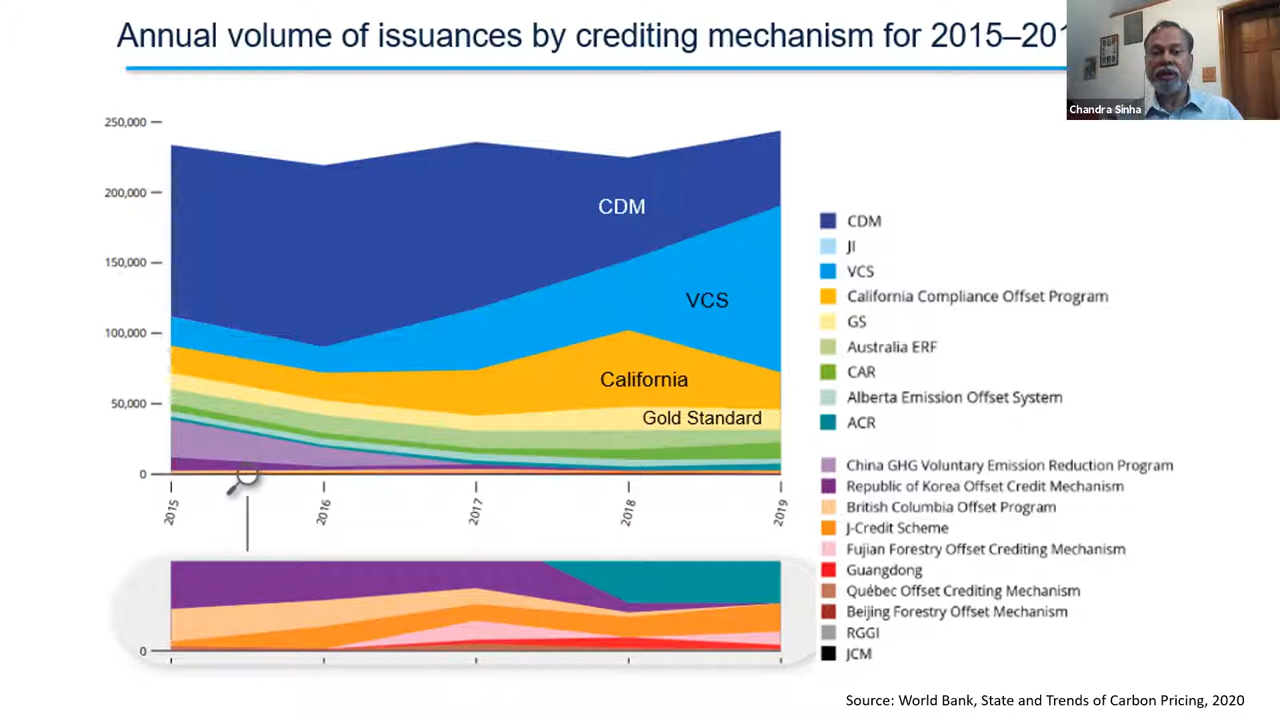 Annual volume of issuances by crediting mechanism for 2015–201
Chandra Sinha
250,000
200,000
150,000
100,000
50,000
0
CDM
VCS
California
Gold Standard
2015
2016
2017
2018
2019
0
CDM
JI
VCS
California Compliance Offset Program
GS
Australia ERF
CAR
Alberta Emission Offset System
ACR
China GHG Voluntary Emission Reduction Program
Republic of Korea Offset Credit Mechanism
British Columbia Offset Program
J-Credit Scheme
Fujian Forestry Offset Crediting Mechanism
Guangdong
Québec Offset Crediting Mechanism
Beijing Forestry Offset Mechanism
RGGI
JCM
Source: World Bank, State and Trends of Carbon Pricing, 2020